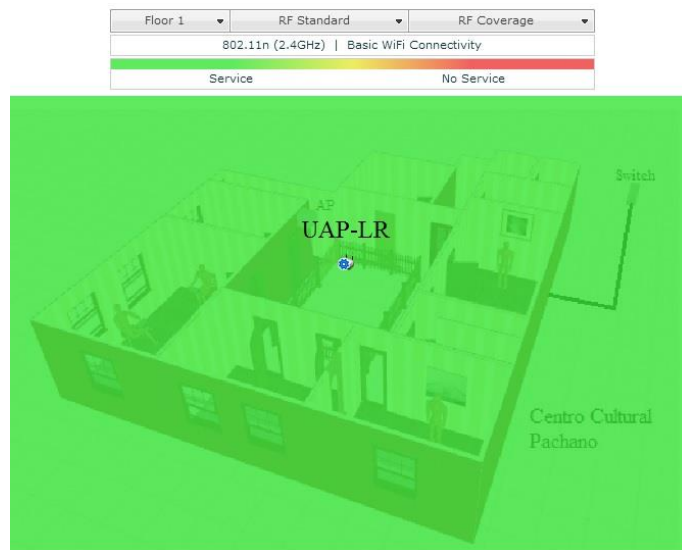 Floor 1 RF Standard RF Coverage
802.11n (2.4GHz) | Basic WiFi Connectivity
Service No Service
Switch
LAP
UAP-LR
Centro Cultural
Pachano